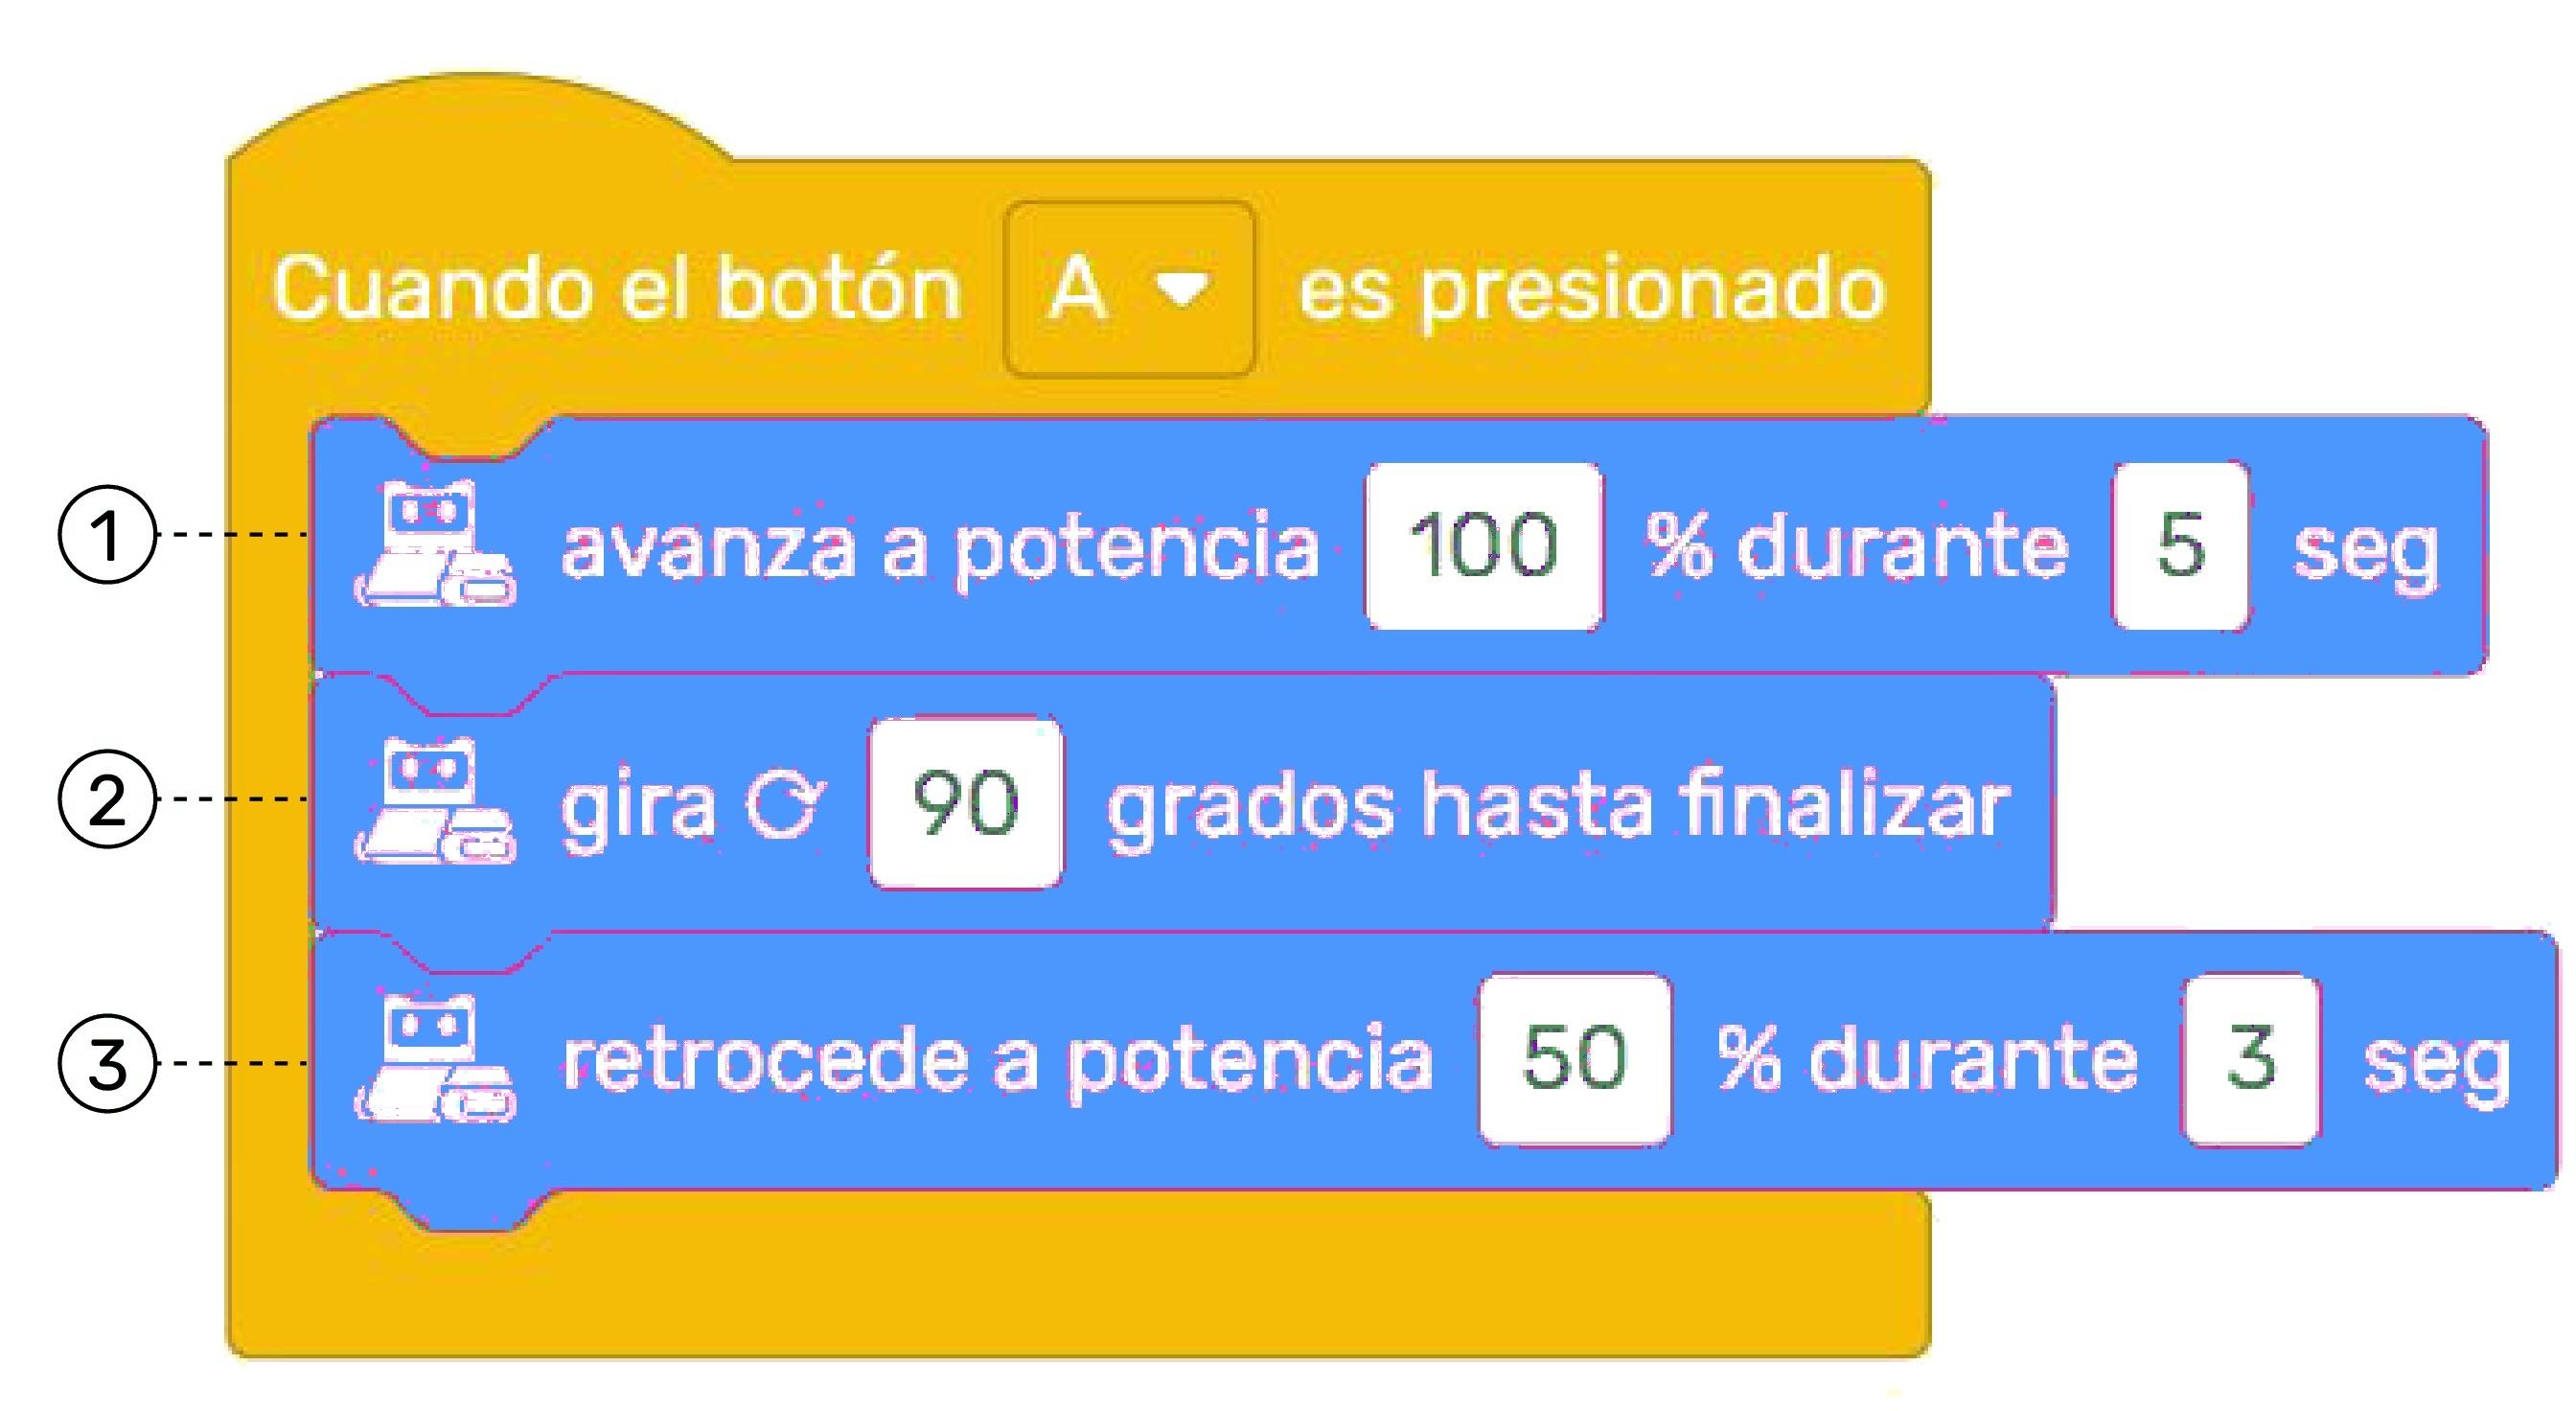 Cuando el botón A es presionado
1 avanza a potencia 100 % durante 5 seg
2 gira 90 grados hasta finalizar
3 retrocede a potencia 50 % durante 3 seg